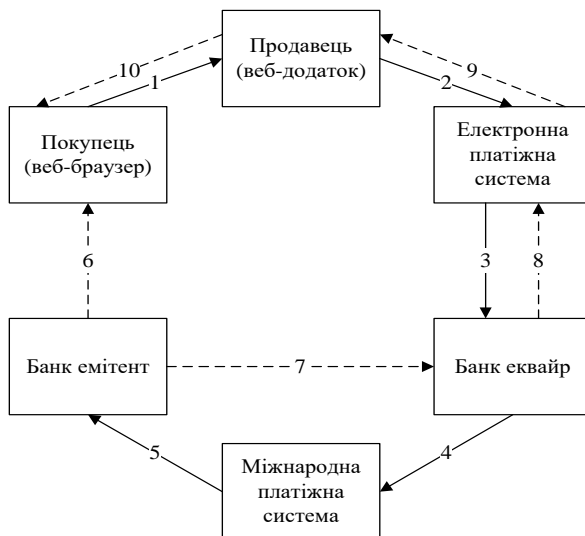 Продавець
(веб-додаток)
10
1
2
9
Покупець
(веб-браузер)
Електронна
платіжна
система
6
3
8
Банк емітент
7
Банк еквайр
5
4
Міжнародна
платіжна
система